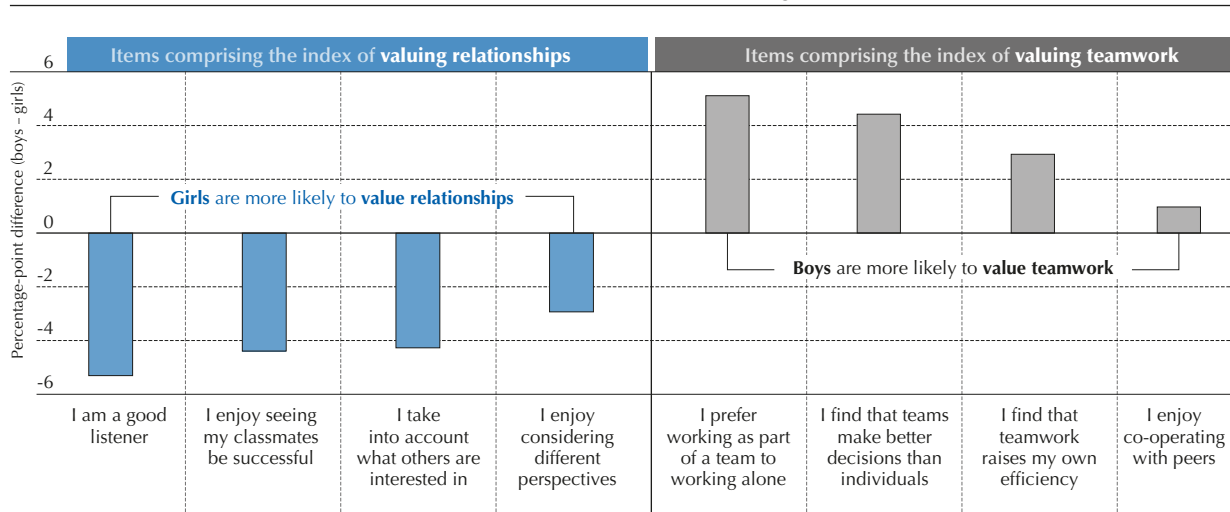 Items comprising the index of valuing relationships
Items comprising the index of valuing teamwork
Percentage-point difference (boys – girls)
6
4
2
0
-2
-4
-6
Girls are more likely to value relationships
Boys are more likely to value teamwork
I am a good
listener
I enjoy seeing
my classmates
be successful
I take
into account
what others are
interested in
I enjoy
considering
different
perspectives
I prefer
working as part
of a team to
working alone
I find that teams
make better
decisions than
individuals
I find that
teamwork
raises my own
efficiency
I enjoy
co-operating
with peers